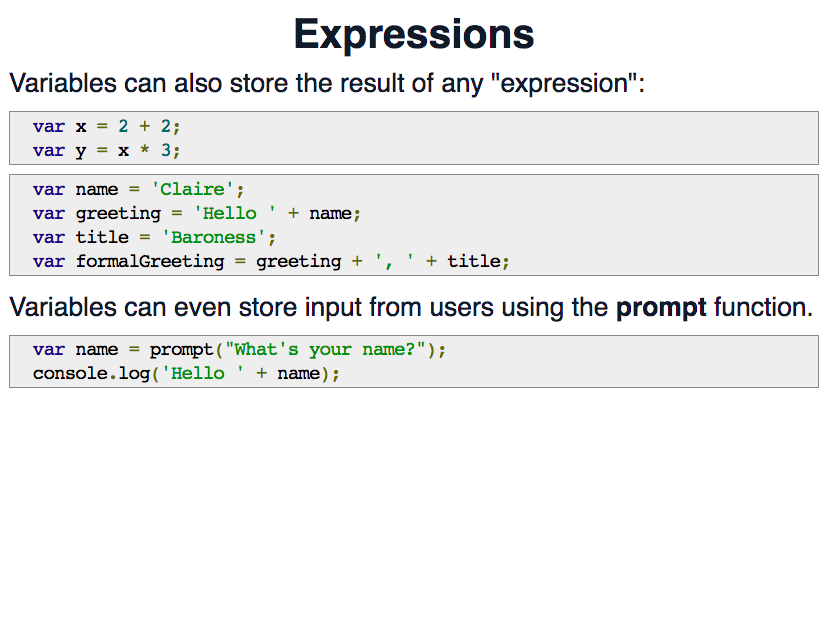 Expressions
Variables can also store the result of any "expression":
var x = 2 + 2;
var y = x * 3;
var name = 'Claire';
var greeting = 'Hello ' + name;
var title = 'Baroness';
var formalGreeting = greeting + ', ' + title;
Variables can even store input from users using the prompt function.
var name = prompt("What's your name?");
console.log('Hello ' + name);